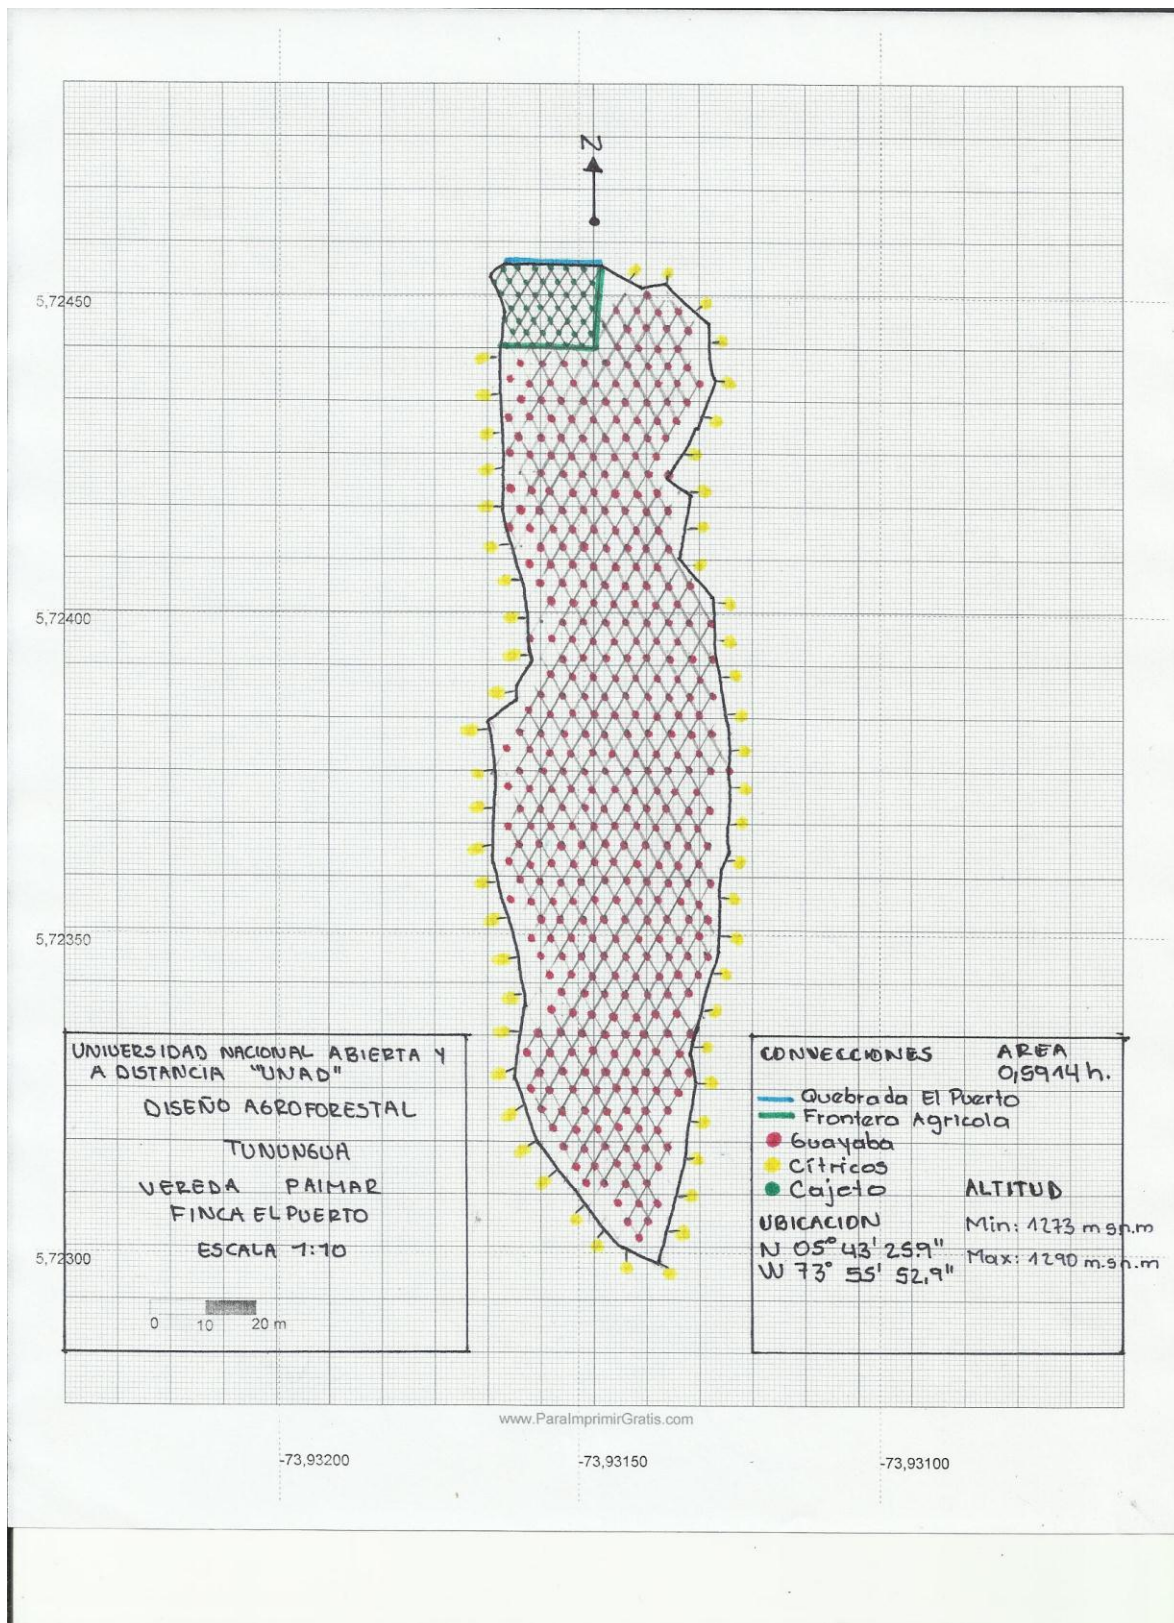 N
5,72450
5,72400
5,72350
5,72300
UNIVERSIDAD NACIONAL ABIERTA Y
A DISTANCIA "UNAD"
DISEÑO AGROFORESTAL
TUNUNGUA
VEREDA PAIMAR
FINCA EL PUERTO
ESCALA 1:10
0 10 20 m
CONVECCIONES
AREA
0,5914 h.
Quebrada El Puerto
Frontera Agricola
Guayaba
Cítricos
Cajeto
UBICACION
N 05° 43' 25.9"
W 73° 55' 52,9"
ALTITUD
Min: 1273 m sn.m
Max: 1290 m.sn.m
www.ParaImprimirGratis.com
-73,93200
-73,93150
-73,93100